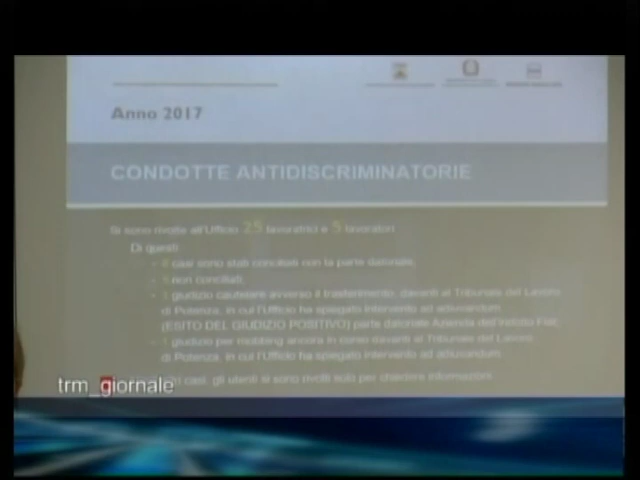 Anno 2017
CONDOTTE ANTIDISCRIMINATORIE
Si sono rivolte all'Ufficio 25 lavoratrici e 5 lavoratori
Di questi
casi sono stati conciliati con la parte datoriale;
non conciliati;
1 giudizio cautelare avverso il trasferimento, davanti al Tribunale del Lavoro
di Potenza, in cui l'Ufficio ha spiegato intervento ad adiuvandum
(ESITO DEL GIUDIZIO POSITIVO) parte datoriale Azienda dell'indotto Fiat;
1 giudizio per mobbing ancora in corso davanti al Tribunale del Lavoro
di Potenza, in cui l'Ufficio ha spiegato intervento ad adiuvandum
casi, gli utenti si sono rivolti solo per chiedere informazioni
trm_giornale